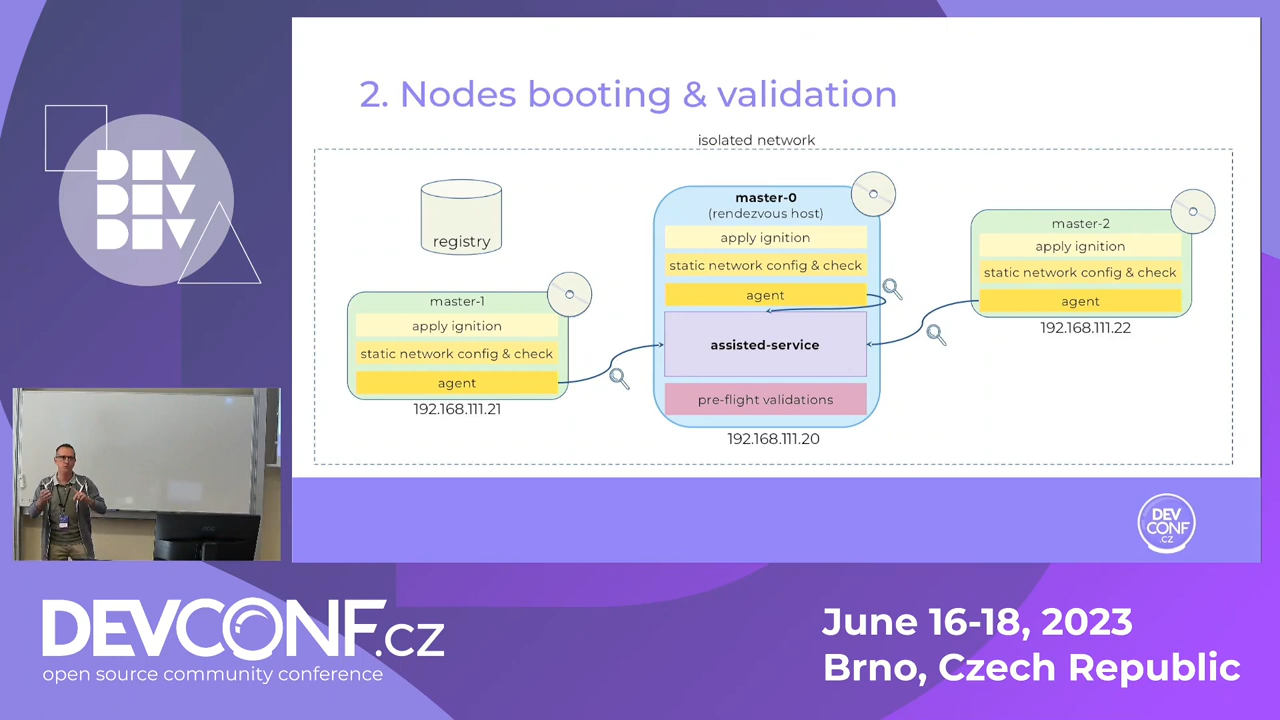 2. Nodes booting & validation
isolated network
registry
master-1
apply ignition
static network config & check
agent
192.168.111.21
master-0
(rendezvous host)
apply ignition
static network config & check
agent
assisted-service
pre-flight validations
192.168.111.20
master-2
apply ignition
static network config & check
agent
192.168.111.22
DEV
DEV
DEV
DEV
CONF
.CZ
DEVCONF.cz
open source community conference
June 16-18, 2023
Brno, Czech Republic